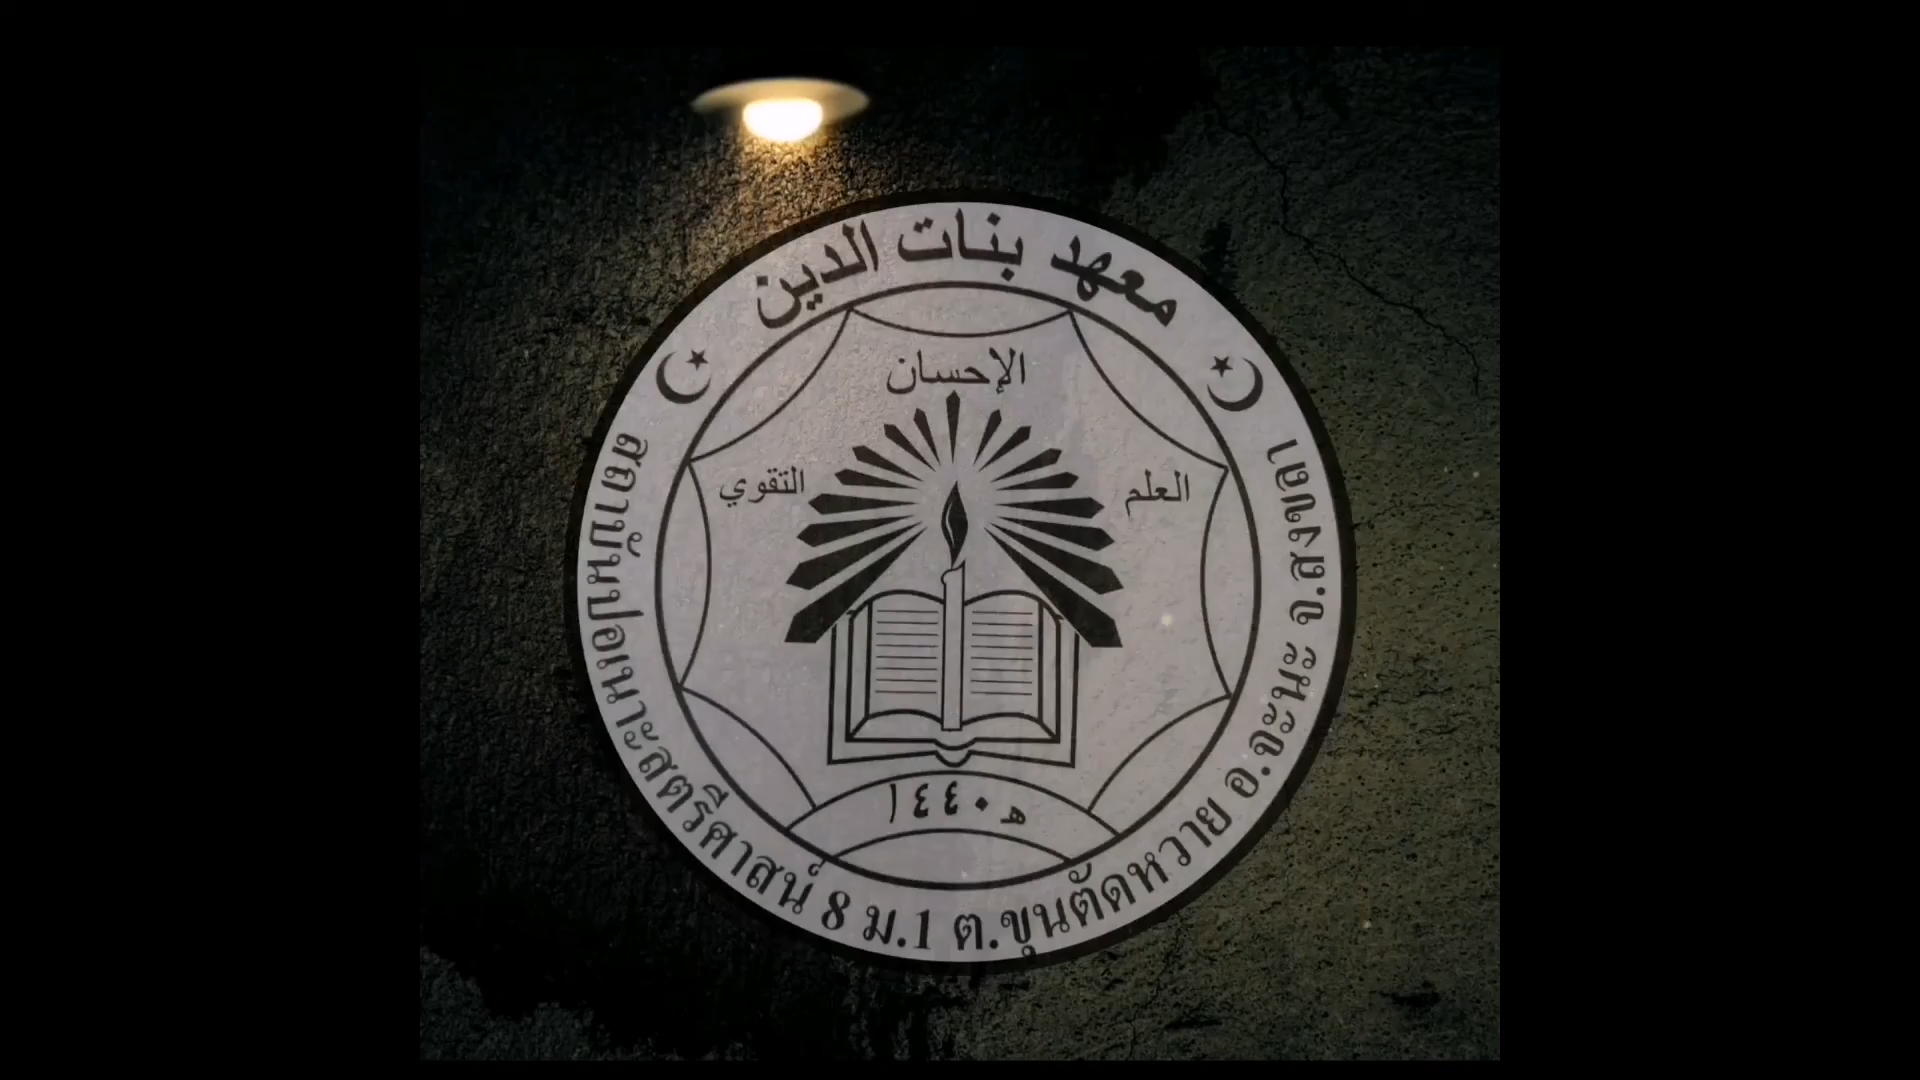 معهد بنات الدين
الإحسان
العلم
التقوي
١٤٤٠ ه
สถาบันปอเนาะสตรีศาสน์ 8 ม.1 ต.ขุนตัดหวาย อ.จะนะ จ.สงขลา